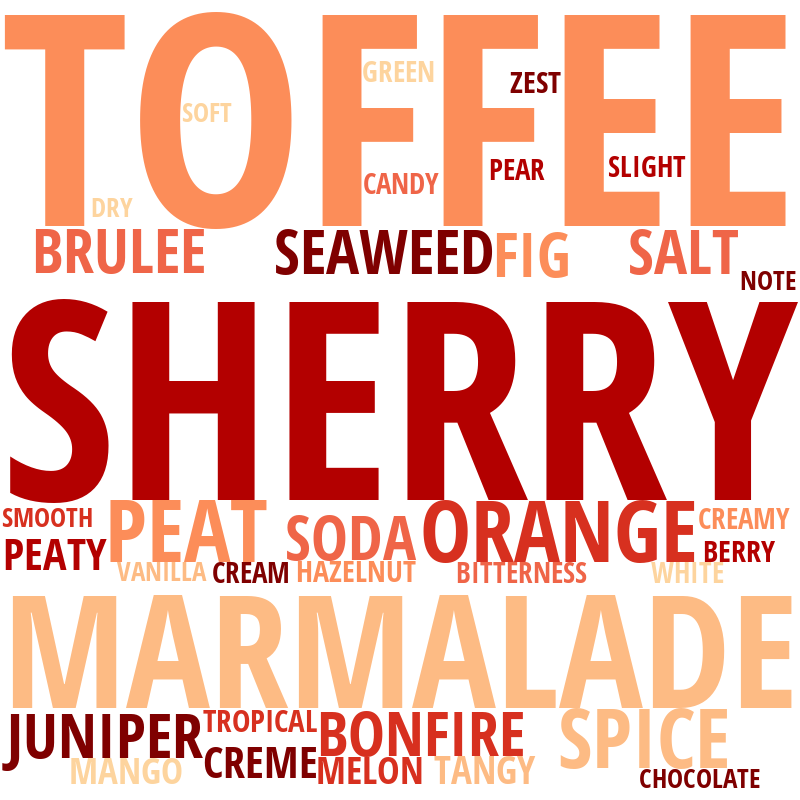 TOFFEE
GREEN
ZEST
SOFT
PEAR
SLIGHT
CANDY
DRY
BRULEE
SEAWEED
FIG
SALT
NOTE
SHERRY
SMOOTH
PEAT
SODA
ORANGE
CREAMY
PEATY
BERRY
VANILLA
CREAM
HAZELNUT
BITTERNESS
WHITE
MARMALADE
JUNIPER
TROPICAL
BONFIRE
SPICE
MANGO
CREME
MELON
TANGY
CHOCOLATE